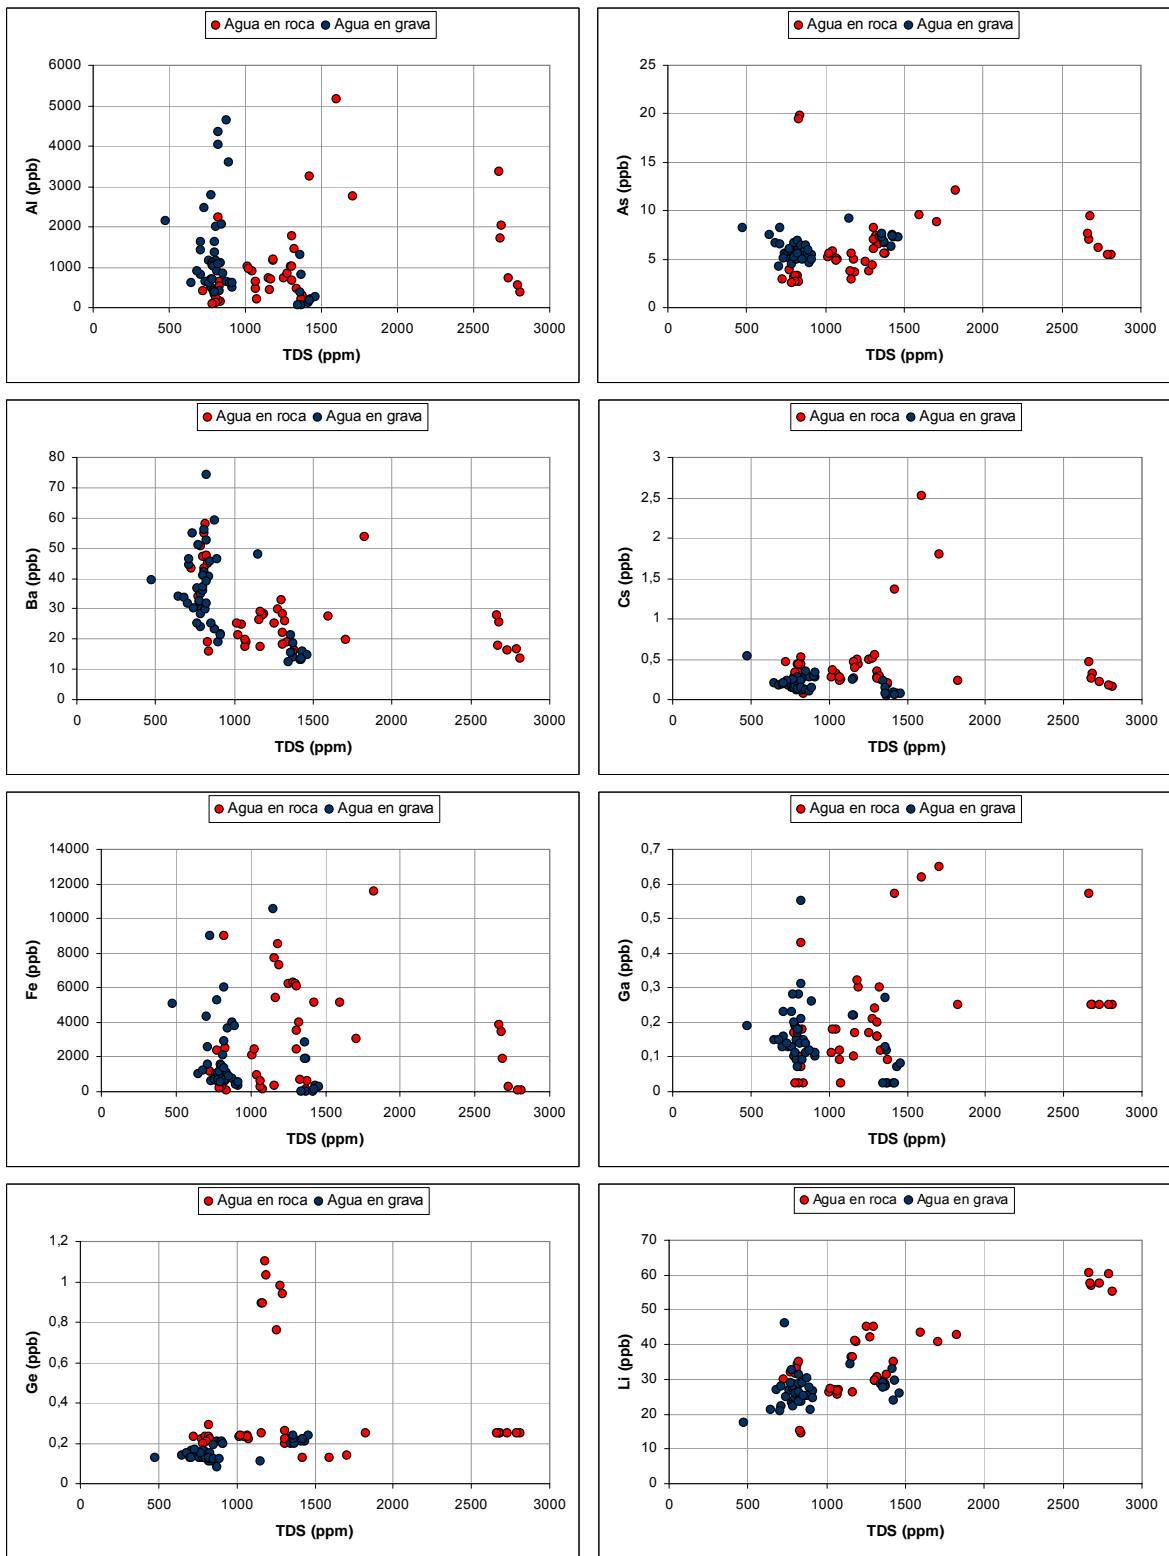 Agua en roca Agua en grava
6000
5000
4000
3000
2000
1000
0
Al (ppb)
0 500 1000 1500 2000 2500 3000
TDS (ppm)
Agua en roca Agua en grava
25
20
15
10
5
0
As (ppb)
0 500 1000 1500 2000 2500 3000
TDS (ppm)
Agua en roca Agua en grava
80
70
60
50
40
30
20
10
0
Ba (ppb)
0 500 1000 1500 2000 2500 3000
TDS (ppm)
Agua en roca Agua en grava
3
2,5
2
1,5
1
0,5
0
Cs (ppb)
0 500 1000 1500 2000 2500 3000
TDS (ppm)
Agua en roca Agua en grava
14000
12000
10000
8000
6000
4000
2000
0
Fe (ppb)
0 500 1000 1500 2000 2500 3000
TDS (ppm)
Agua en roca Agua en grava
0,7
0,6
0,5
0,4
0,3
0,2
0,1
0
Ga (ppb)
0 500 1000 1500 2000 2500 3000
TDS (ppm)
Agua en roca Agua en grava
1,2
1
0,8
0,6
0,4
0,2
0
Ge (ppb)
0 500 1000 1500 2000 2500 3000
TDS (ppm)
Agua en roca Agua en grava
70
60
50
40
30
20
10
0
Li (ppb)
0 500 1000 1500 2000 2500 3000
TDS (ppm)